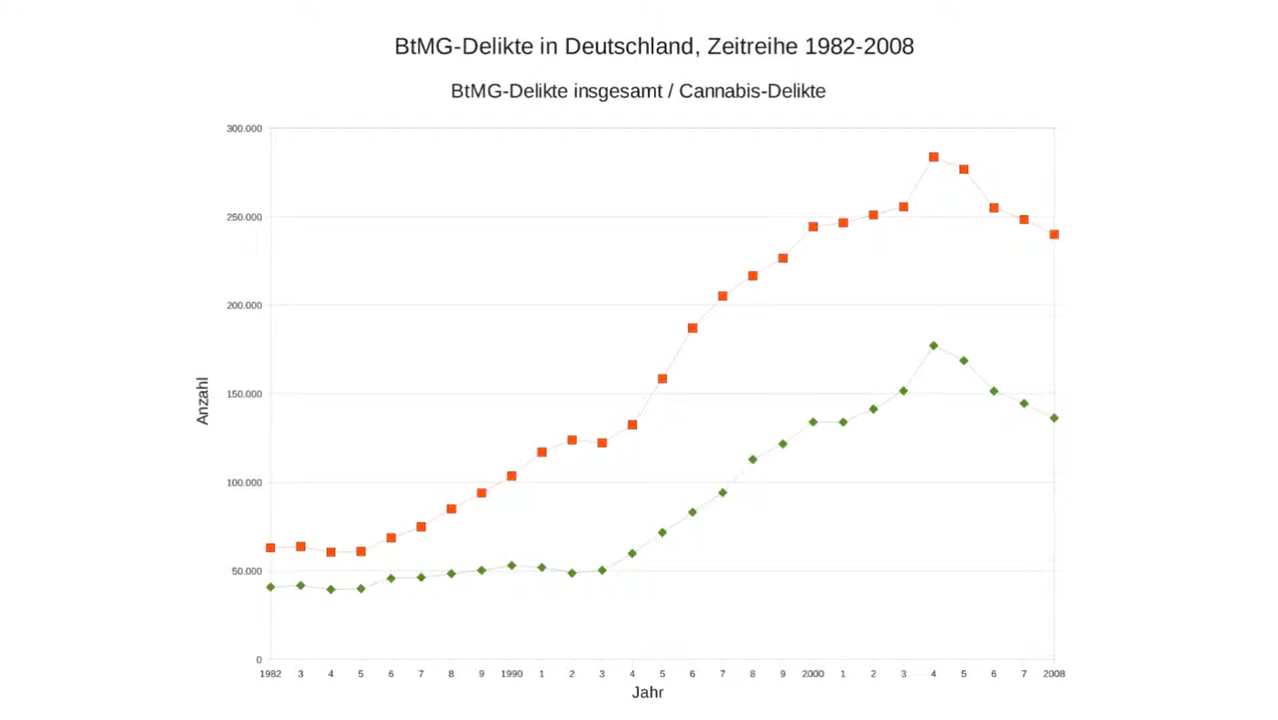 BtMG-Delikte in Deutschland, Zeitreihe 1982-2008
BtMG-Delikte insgesamt / Cannabis-Delikte
300.000
250.000
200.000
150.000
100.000
50.000
0
Anzahl
1982 3 4 5 6 7 8 9 1990 1 2 3 4 5 6 7 8 9 2000 1 2 3 4 5 6 7 2008
Jahr